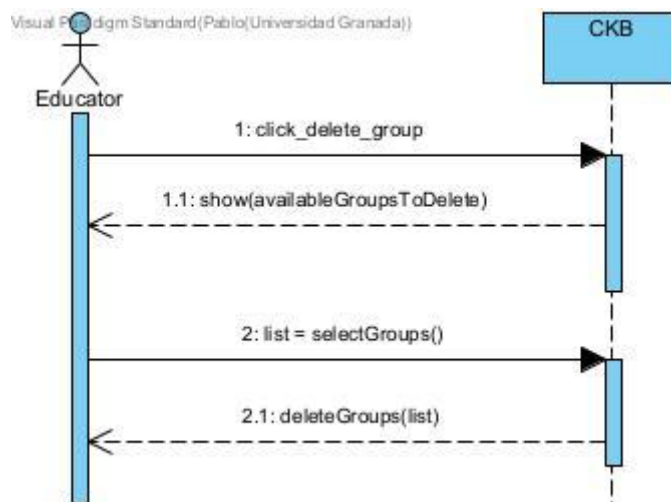 Visual Paradigm Standard(Pablo(Universidad Granada))
CKB
Educator
1: click_delete_group
1.1: show(availableGroupsToDelete)
2: list = selectGroups()
2.1: deleteGroups(list)